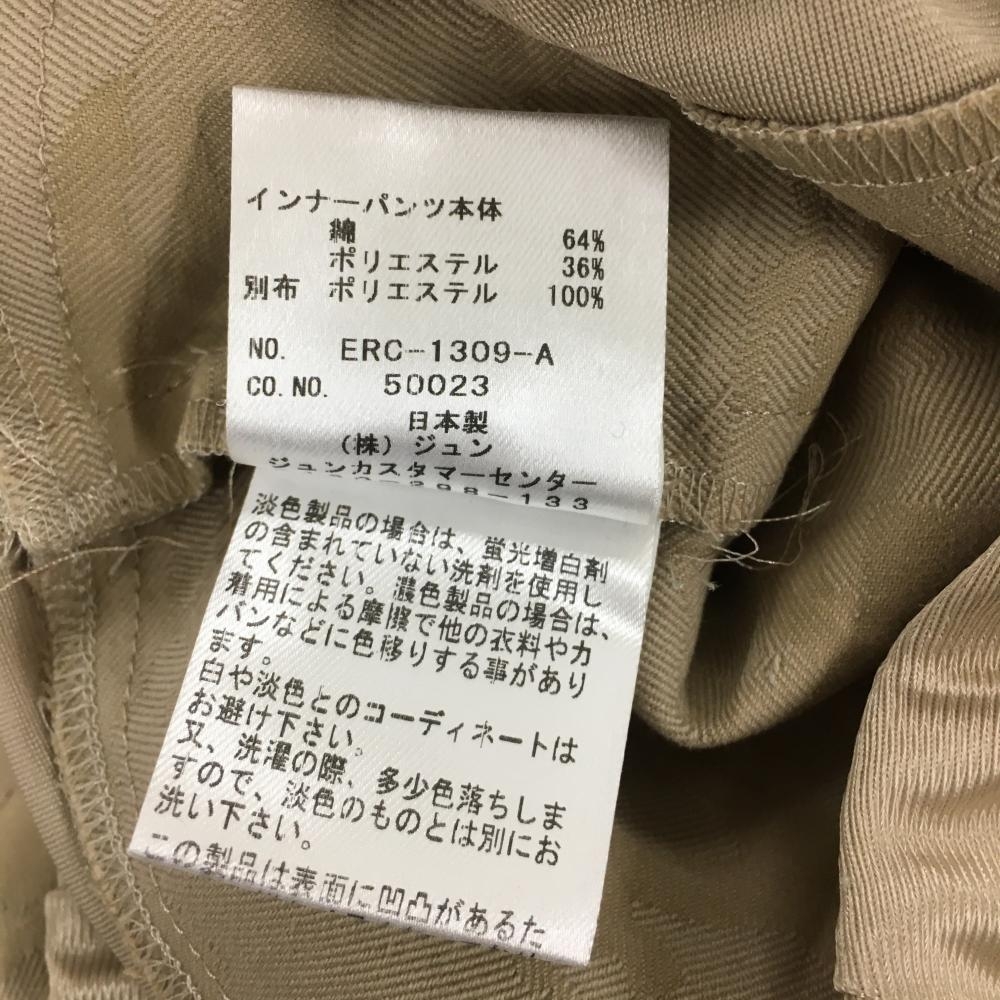 インナーパンツ本体
綿 64%
ポリエステル 36%
別布 ポリエステル 100%
NO. ERC-1309-A
CO.NO. 50023
日本製
(株) ジュン
ジュンカスタマーセンター
-298-133
淡色製品の場合は、蛍光増白剤
の含まれていない洗剤を使用し
てください。濃色製品の場合は、
着用による摩擦で他の衣料やカ
バンなどに色移りする事があり
ます。
白や淡色とのコーディネートは
お避け下さい。
又、洗濯の際、多少色落ちしま
すので、淡色のものとは別にお
洗い下さい。
この製品は表面に凹凸があるた